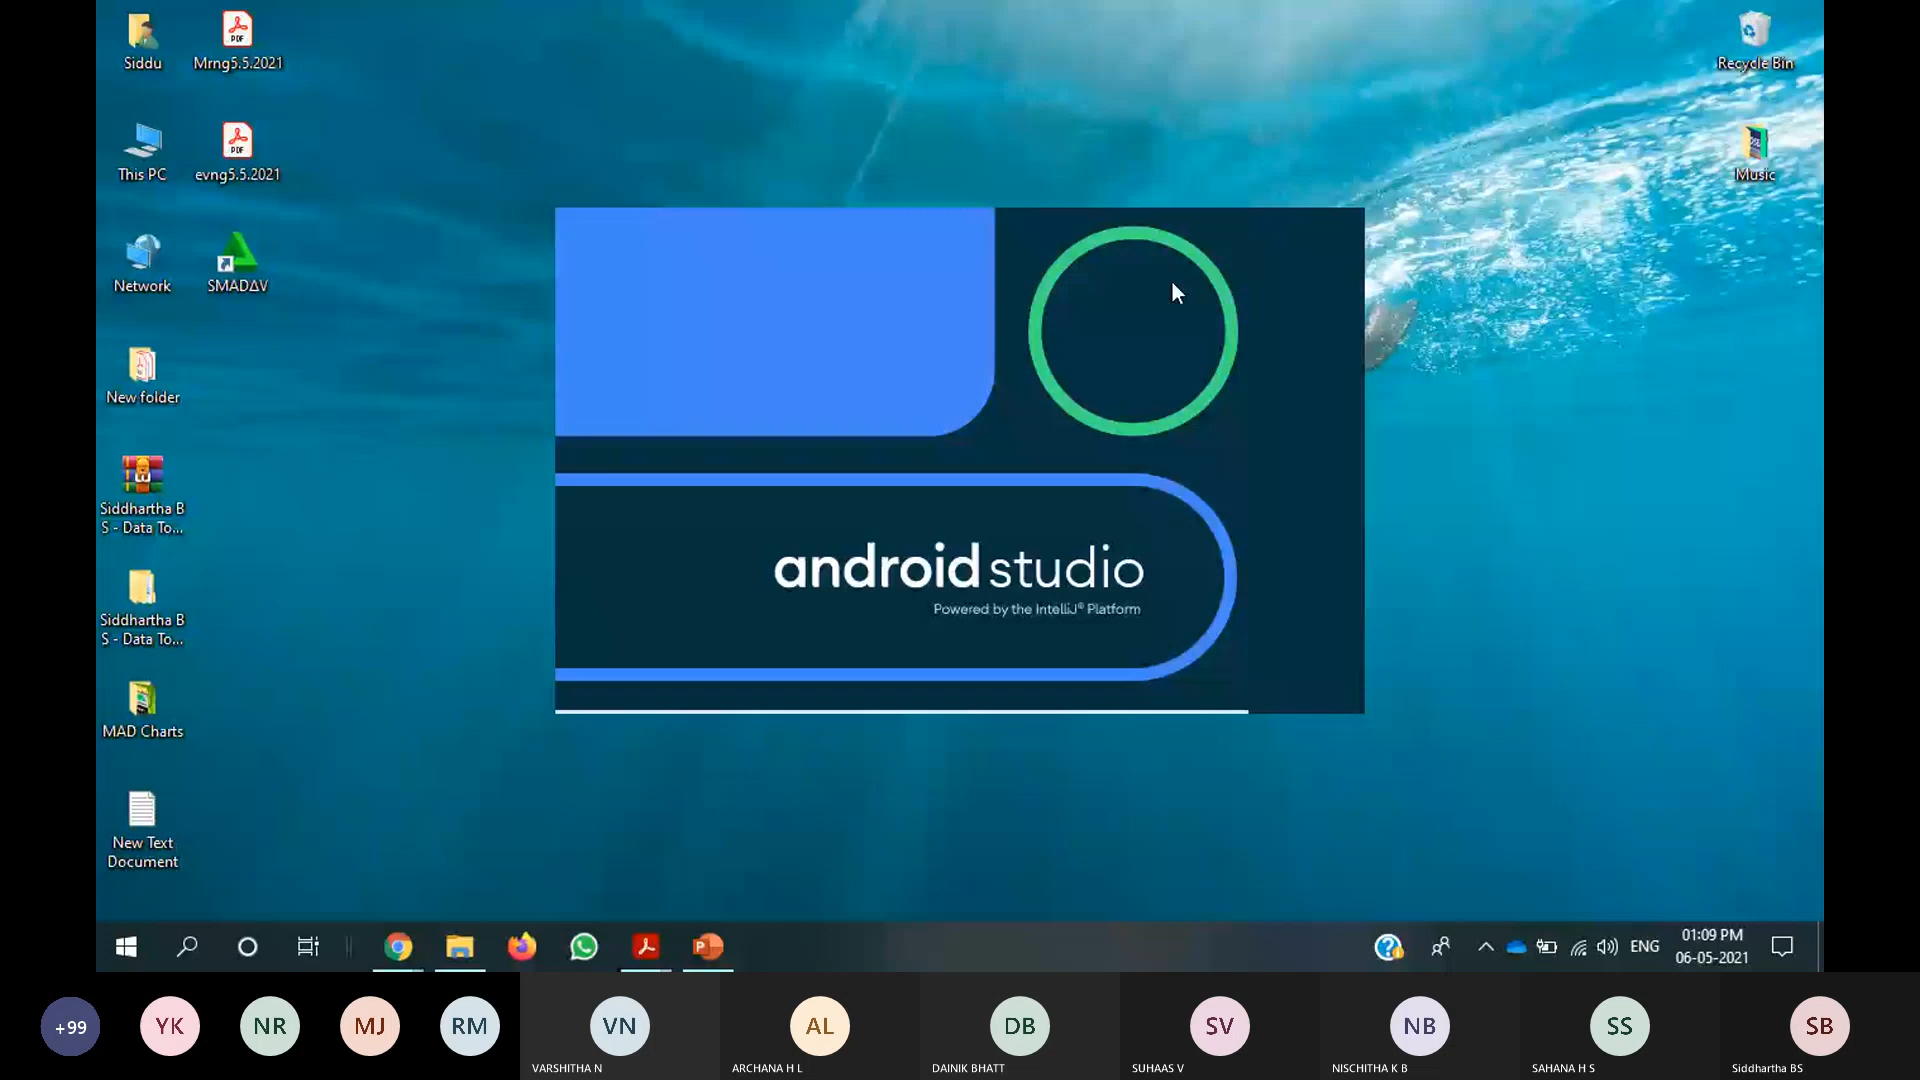 Siddu
Mrng5.5.2021
Recycle Bin
This PC
evng5.5.2021
Music
Network
SMADΔV
New folder
Siddhartha B
S - Data To...
Siddhartha B
S - Data To...
MAD Charts
New Text
Document
androidstudio
Powered by the IntelliJ® Platform
ENG
01:09 PM
06-05-2021
+99
YK
NR
MJ
RM
VN
AL
DB
SV
NB
SS
SB
VARSHITHA N
ARCHANA H L
DAINIK BHATT
SUHAAS V
NISCHITHA K B
SAHANA H S
Siddhartha BS